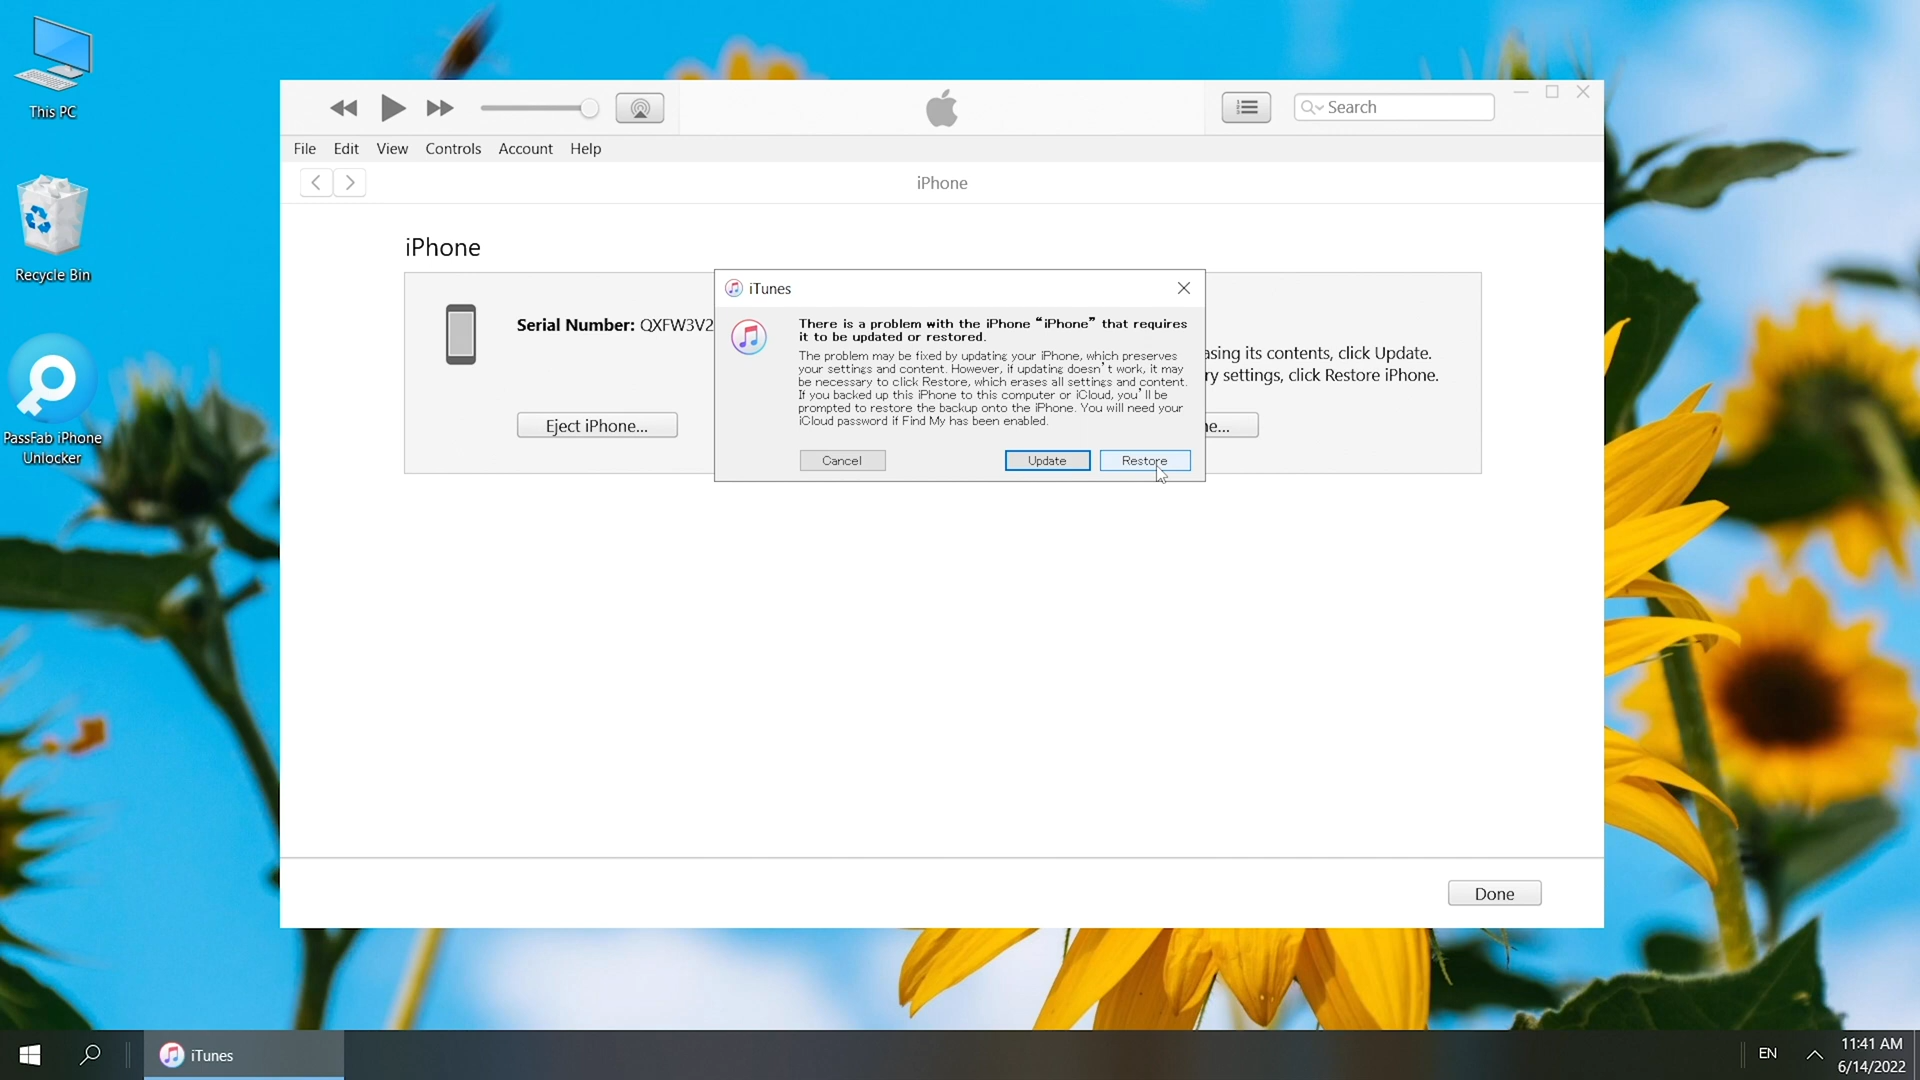 This PC
Recycle Bin
PassFab iPhone
Unlocker
Search
File Edit View Controls Account Help
iPhone
iPhone
Serial Number: QXFW3V2
asing its contents, click Update.
ry settings, click Restore iPhone.
Eject iPhone...
ne...
iTunes
There is a problem with the iPhone “iPhone” that requires
it to be updated or restored.
The problem may be fixed by updating your iPhone, which preserves
your settings and content. However, if updating doesn't work, it may
be necessary to click Restore, which erases all settings and content.
If you backed up this iPhone to this computer or iCloud, you'll be
prompted to restore the backup onto the iPhone. You will need your
iCloud password if Find My has been enabled.
Cancel Update Restore
Done
iTunes
EN
11:41 AM
6/14/2022